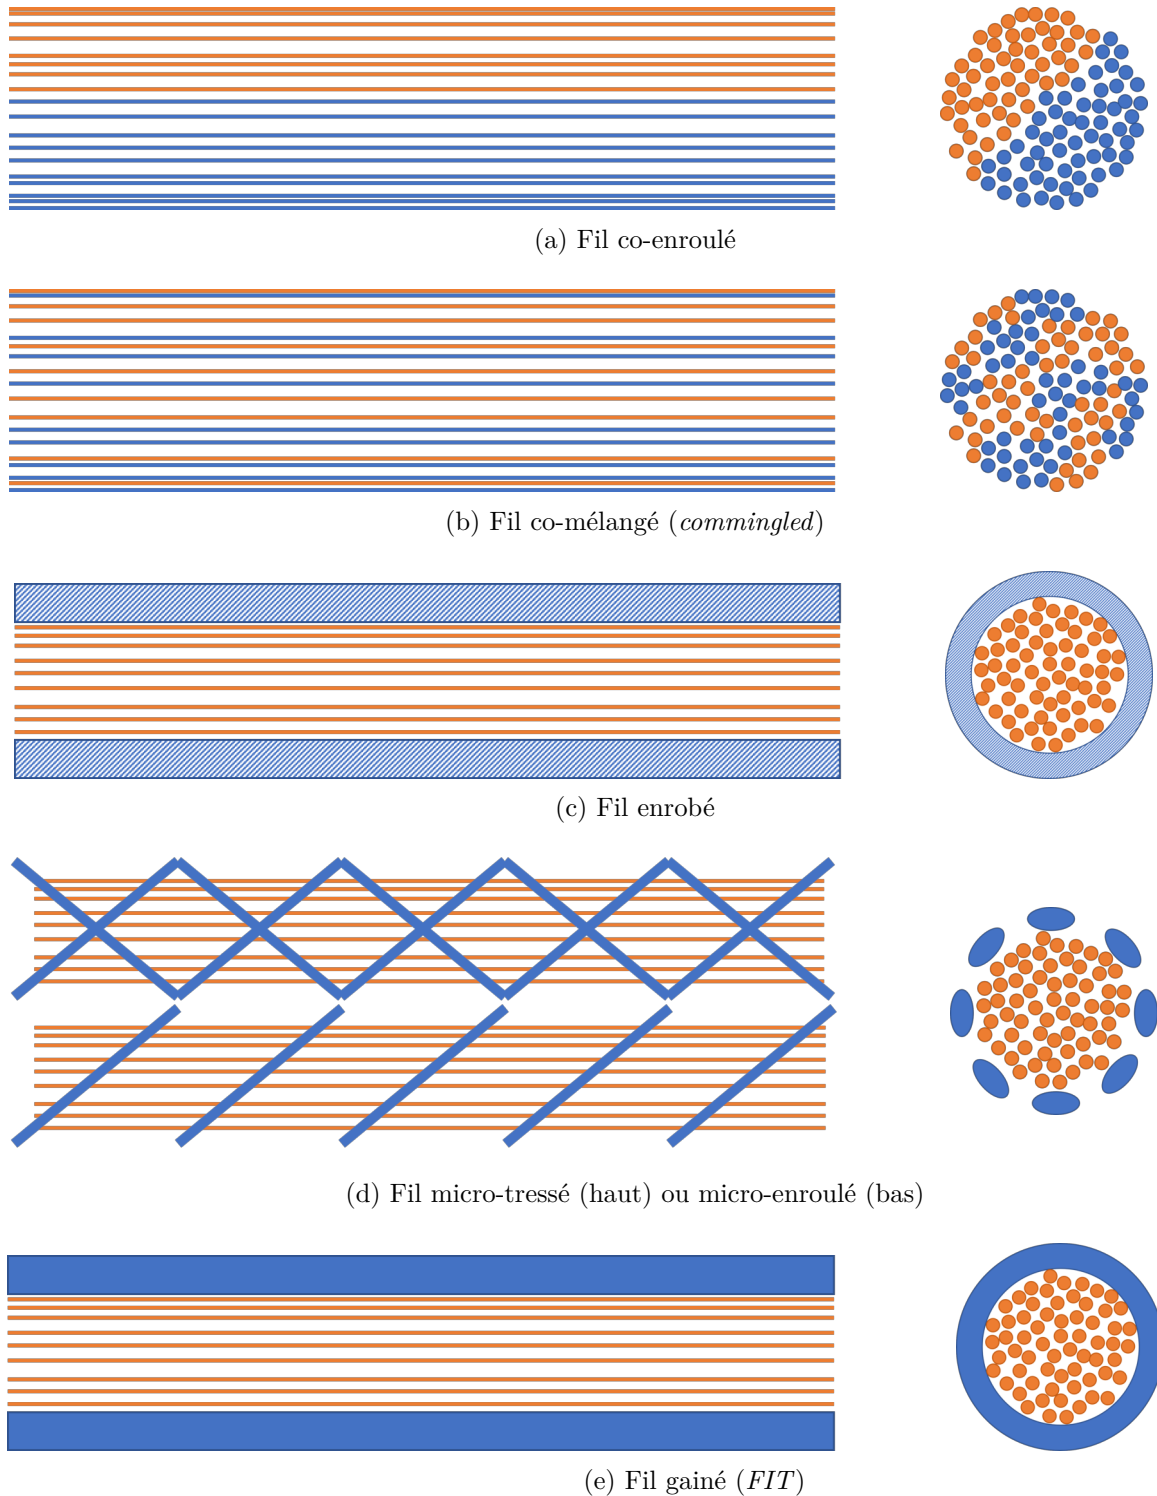 (a) Fil co-enroulé
(b) Fil co-mélangé (commingled)
(c) Fil enrobé
(d) Fil micro-tressé (haut) ou micro-enroulé (bas)
(e) Fil gainé (FIT)